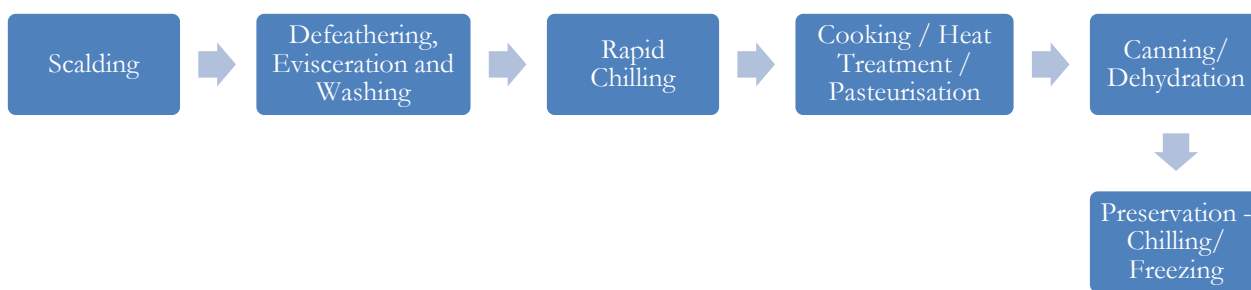 Scalding
Defeathering,
Evisceration and
Washing
Rapid
Chilling
Cooking / Heat
Treatment /
Pasteurisation
Canning/
Dehydration
Preservation -
Chilling/
Freezing